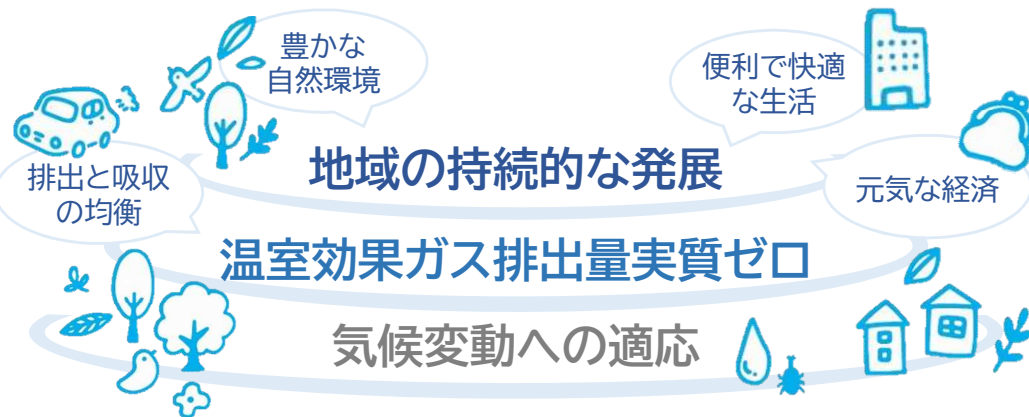 豊かな
自然環境
便利で快適
な生活
排出と吸収
の均衡
地域の持続的な発展
元気な経済
温室効果ガス排出量実質ゼロ
気候変動への適応